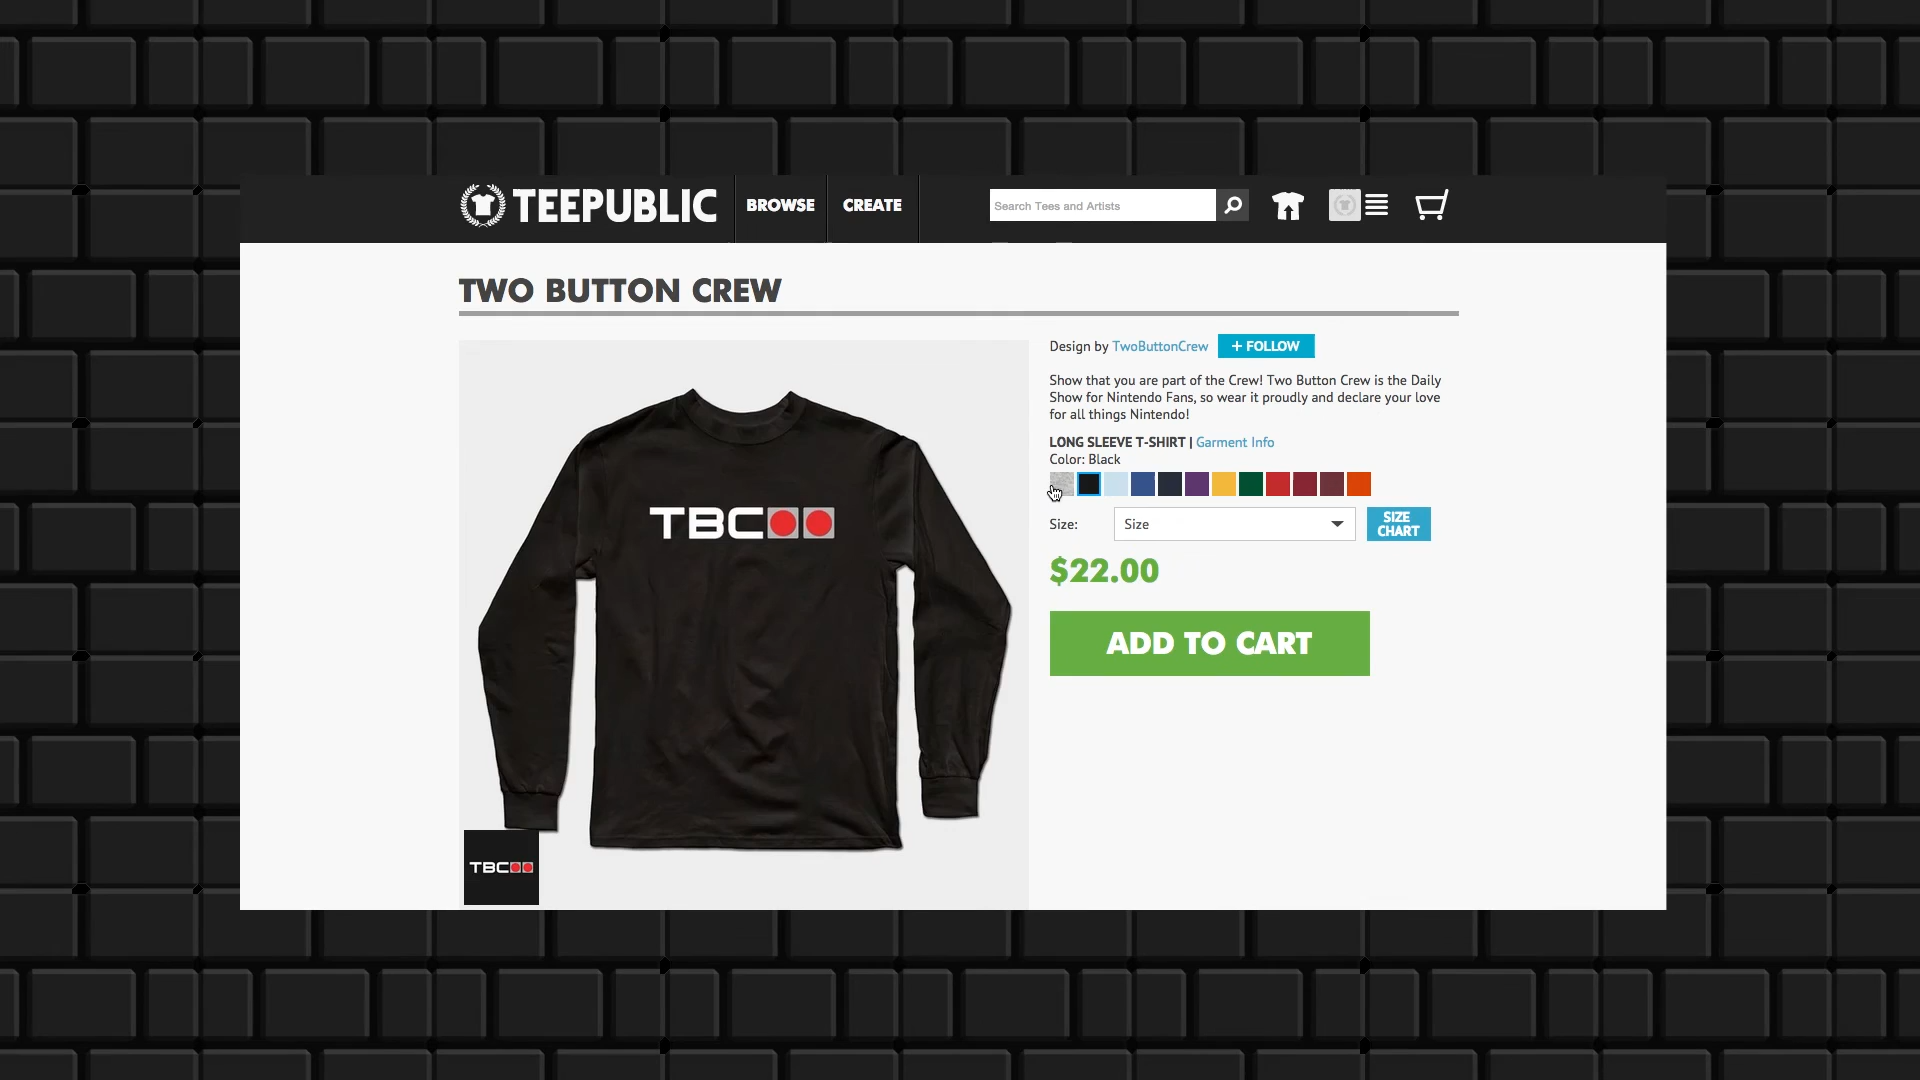 TEEPUBLIC
BROWSE
CREATE
Search Tees and Artists
TWO BUTTON CREW
Design by TwoButtonCrew
+ FOLLOW
Show that you are part of the Crew! Two Button Crew is the Daily
Show for Nintendo Fans, so wear it proudly and declare your love
for all things Nintendo!
LONG SLEEVE T-SHIRT | Garment Info
Color: Black
Size:
Size
SIZE
CHART
$22.00
ADD TO CART
TBC
TBC